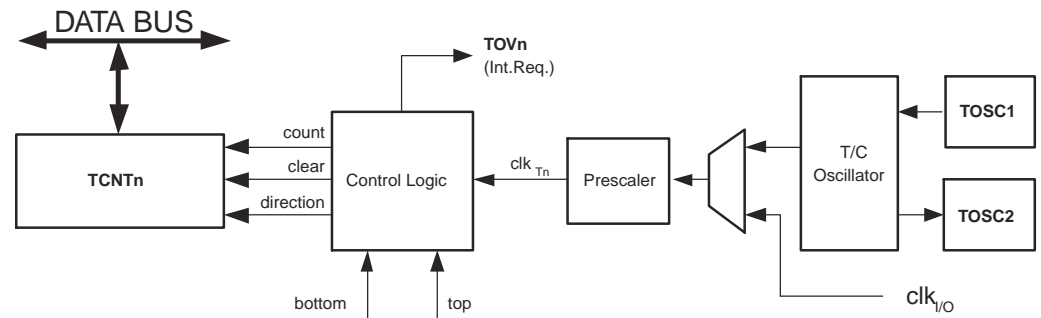 DATA BUS
TOVn
(Int.Req.)
TOSC1
count
T/C
Oscillator
clear
clk Tn
TCNTn
Control Logic
Prescaler
direction
TOSC2
bottom
top
clkI/O